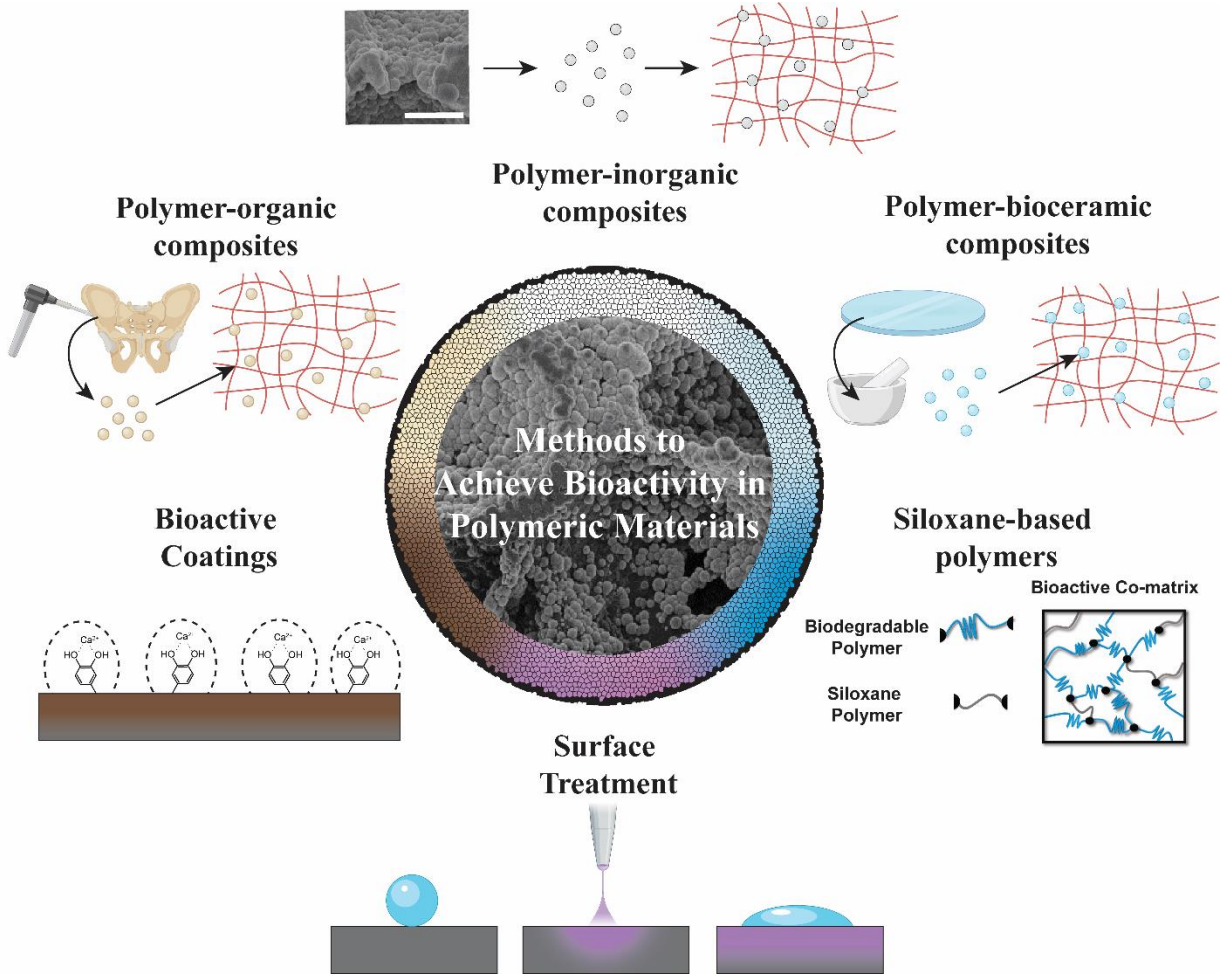 Polymer-inorganic
composites
Polymer-organic
composites
Polymer-bioceramic
composites
Methods to
Achieve Bioactivity in
Polymeric Materials
Bioactive
Coatings
Ca²⁺
HO OH
Ca²⁺
HO OH
Ca²⁺
HO OH
Ca²⁺
HO OH
Siloxane-based
polymers
Bioactive Co-matrix
Biodegradable
Polymer
Siloxane
Polymer
Surface
Treatment